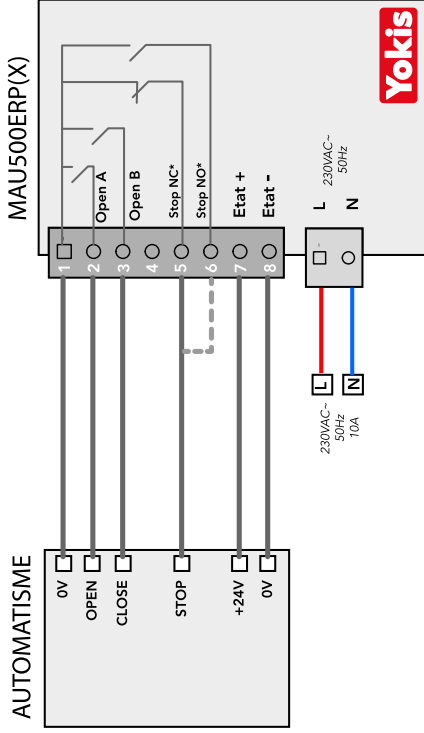 MAU500ERP(X)
Yokis
Open A
Open B
Stop NC*
Stop NO*
Etat +
Etat -
L
N
230VAC~
50Hz
1
2
3
4
5
6
7
8
L
N
230VAC~
50Hz
10A
AUTOMATISME
0V
OPEN
CLOSE
STOP
+24V
0V